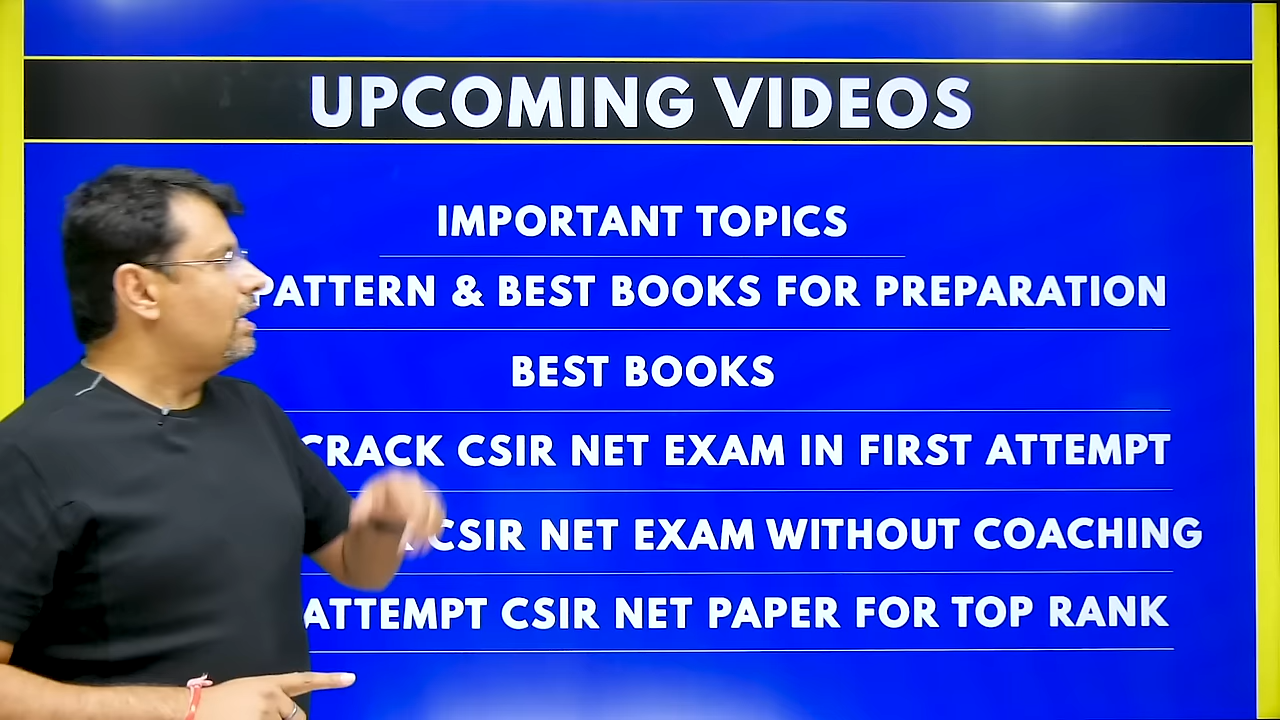 UPCOMING VIDEOS
IMPORTANT TOPICS
PATTERN & BEST BOOKS FOR PREPARATION
BEST BOOKS
CRACK CSIR NET EXAM IN FIRST ATTEMPT
CSIR NET EXAM WITHOUT COACHING
ATTEMPT CSIR NET PAPER FOR TOP RANK